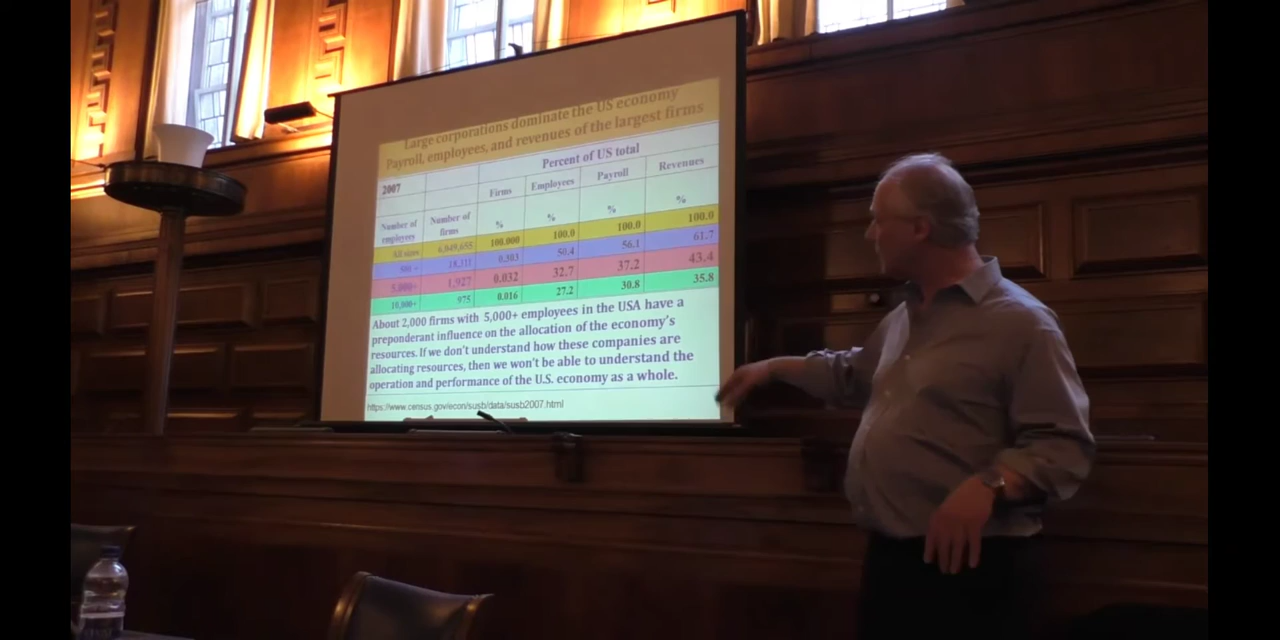 Large corporations dominate the US economy
Payroll, employees, and revenues of the largest firms
2007 Percent of US total
Number of employees Number of firms Firms Employees Payroll Revenues
% % % %
All sizes 6,049,655 100.000 100.0 100.0 100.0
500 + 18,311 0.303 50.4 56.1 61.7
5,000+ 1,927 0.032 32.7 37.2 43.4
10,000+ 975 0.016 27.2 30.8 35.8
About 2,000 firms with 5,000+ employees in the USA have a
preponderant influence on the allocation of the economy's
resources. If we don't understand how these companies are
allocating resources, then we won't be able to understand the
operation and performance of the U.S. economy as a whole.
https://www.census.gov/econ/susb/data/susb2007.html